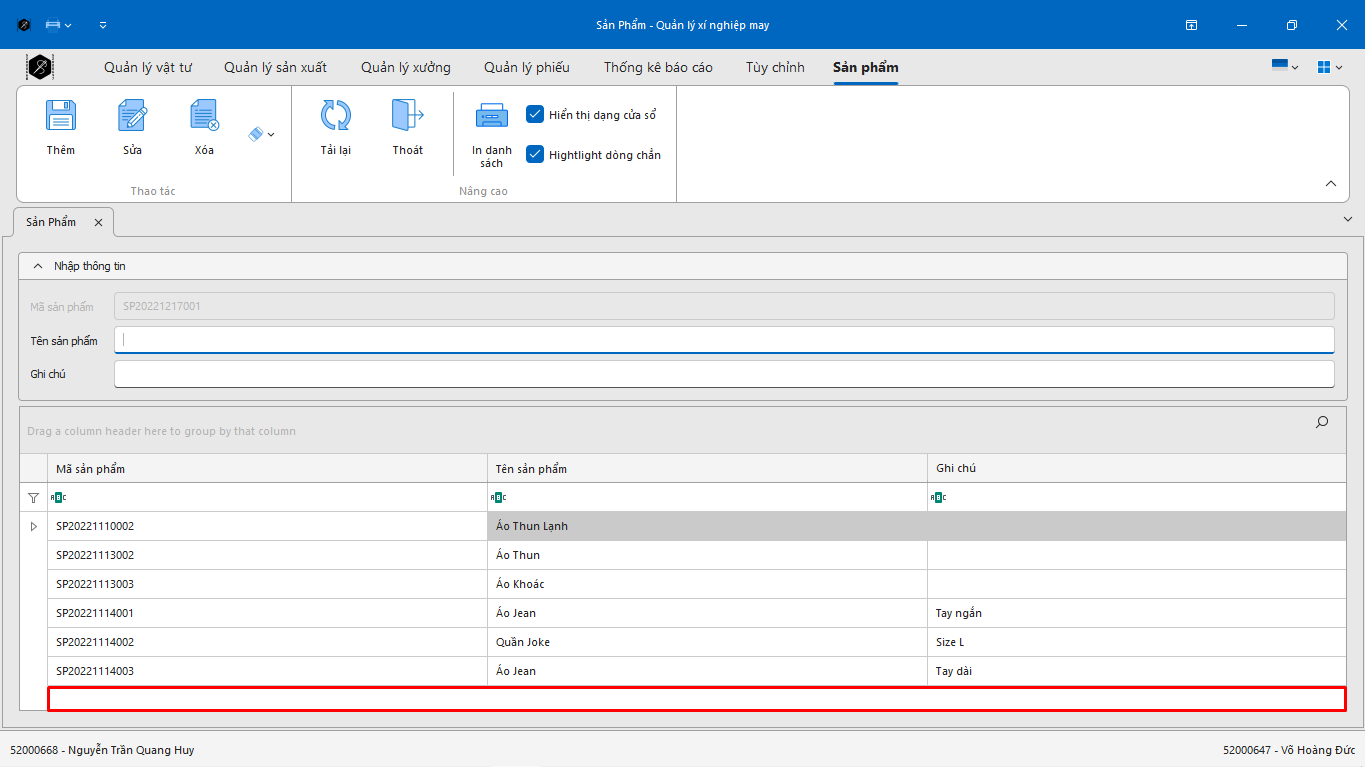 Sản Phẩm - Quản lý xí nghiệp may
Quản lý vật tư Quản lý sản xuất Quản lý xưởng Quản lý phiếu Thống kê báo cáo Tùy chỉnh Sản phẩm
Thêm Sửa Xóa Tải lại Thoát In danh sách
Hiển thị dạng cửa sổ
Hightlight dòng chẵn
Thao tác Nâng cao
Sản Phẩm
Nhập thông tin
Mã sản phẩm SP20221217001
Tên sản phẩm
Ghi chú
Drag a column header here to group by that column
Mã sản phẩm Tên sản phẩm Ghi chú
ABC ABC ABC
SP20221110002 Áo Thun Lạnh
SP20221113002 Áo Thun
SP20221113003 Áo Khoác
SP20221114001 Áo Jean Tay ngắn
SP20221114002 Quần Joke Size L
SP20221114003 Áo Jean Tay dài
52000668 - Nguyễn Trần Quang Huy 52000647 - Võ Hoàng Đức